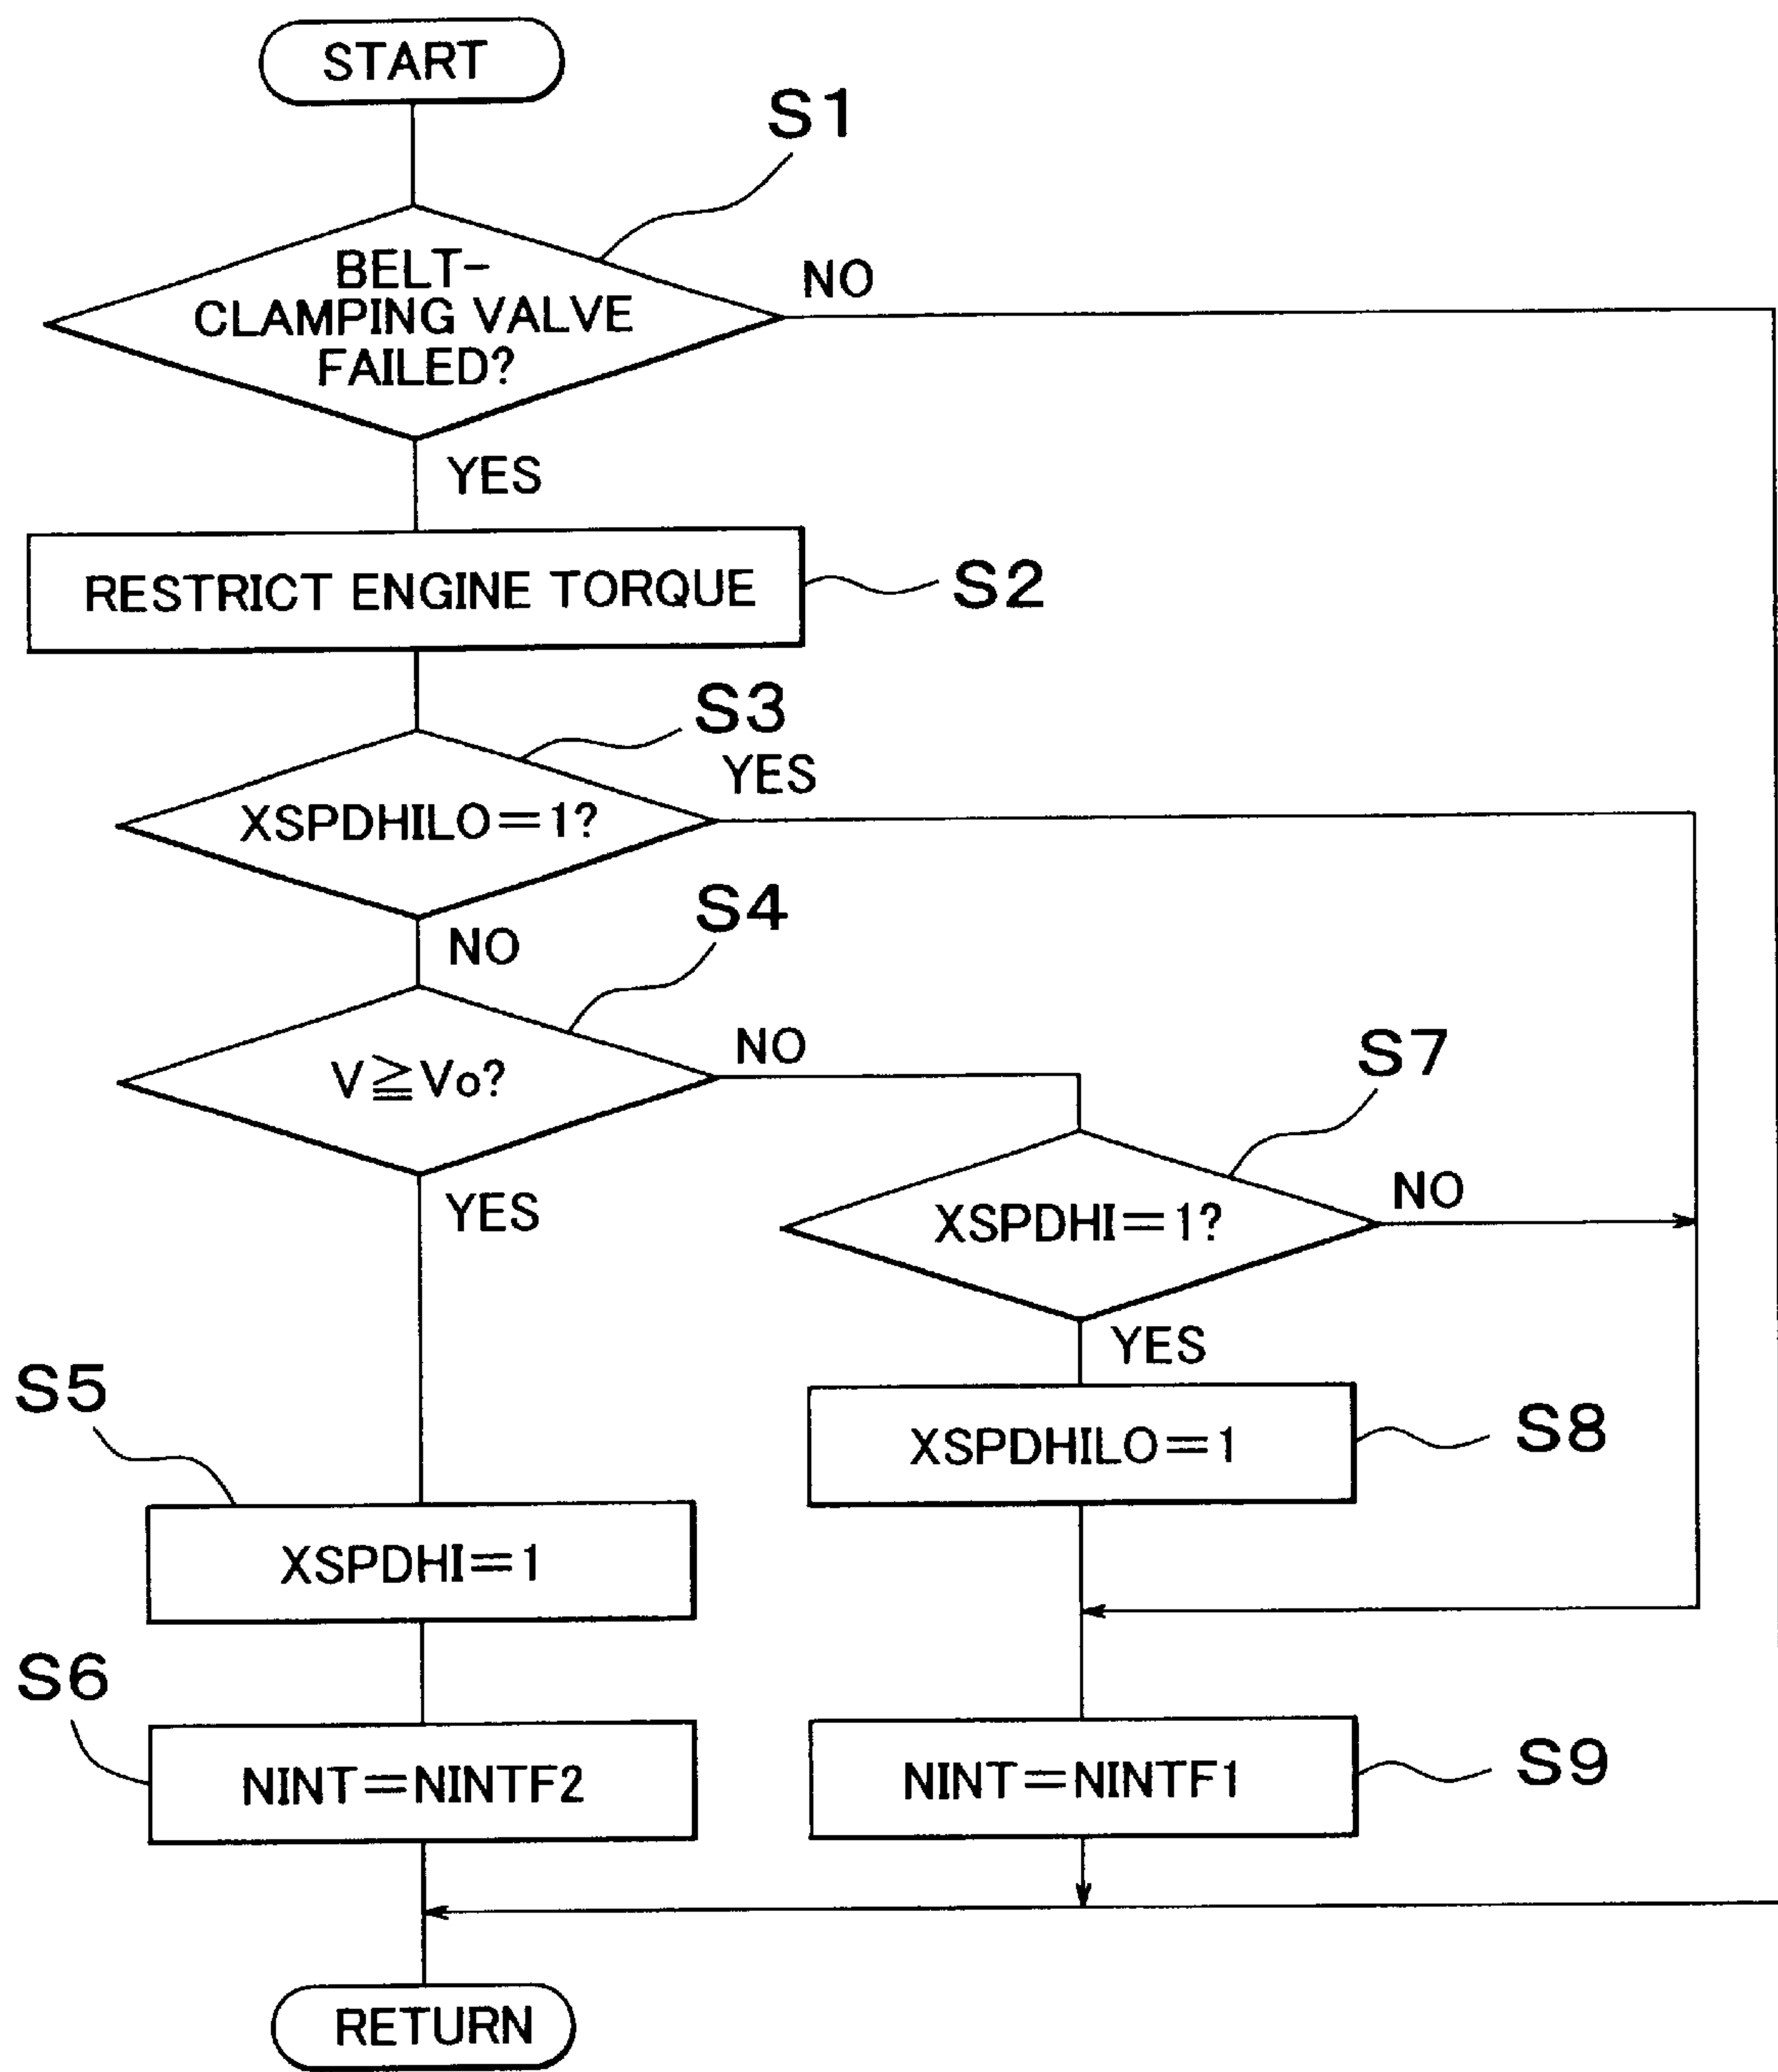 START
S1
BELT-
CLAMPING VALVE
FAILED?
NO
YES
RESTRICT ENGINE TORQUE
S2
S3
YES
XSPDHILO=1?
NO
S4
V≧Vo?
NO
S7
YES
XSPDHI=1?
NO
YES
S5
XSPDHILO=1
S8
XSPDHI=1
S6
NINT=NINTF2
NINT=NINTF1
S9
RETURN